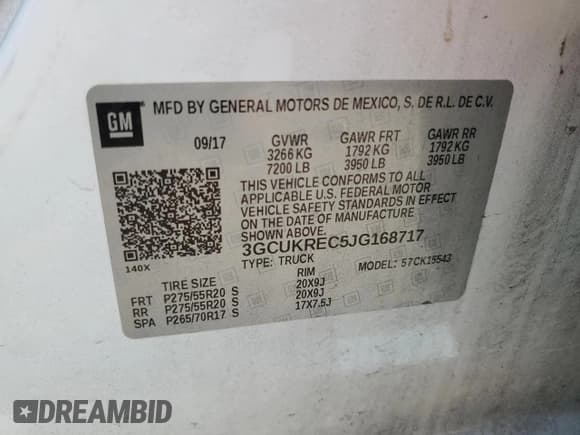 GM
MFD BY GENERAL MOTORS DE MEXICO, S. DE R.L. DE C.V.
09/17 GVWR GAWR FRT GAWR RR
3266 KG 1792 KG 1792 KG
7200 LB 3950 LB 3950 LB
THIS VEHICLE CONFORMS TO ALL
APPLICABLE U.S. FEDERAL MOTOR
VEHICLE SAFETY STANDARDS IN EFFECT
ON THE DATE OF MANUFACTURE
SHOWN ABOVE.
3GCUKREC5JG168717
140X
TYPE: TRUCK MODEL: 57CK15543
TIRE SIZE RIM
FRT P275/55R20 S 20X9J
RR P275/55R20 S 20X9J
SPA P265/70R17 S 17X7.5J
DREAMBID